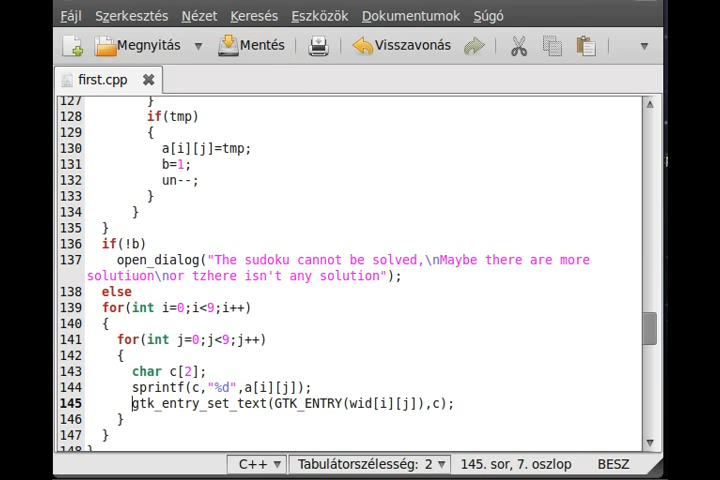 Fájl Szerkesztés Nézet Keresés Eszközök Dokumentumok Súgó
Megnyitás Mentés Visszavonás
first.cpp
127 }
128 if(tmp)
129 {
130 a[i][j]=tmp;
131 b=1;
132 un--;
133 }
134 }
135 }
136 if(!b)
137 open_dialog("The sudoku cannot be solved,\nMaybe there are more
solutiuon\nor tzhere isn't any solution");
138 else
139 for(int i=0;i<9;i++)
140 {
141 for(int j=0;j<9;j++)
142 {
143 char c[2];
144 sprintf(c,"%d",a[i][j]);
145 gtk_entry_set_text(GTK_ENTRY(wid[i][j]),c);
146 }
147 }
148 }
C++ Tabulátorszélesség: 2 145. sor, 7. oszlop BESZ